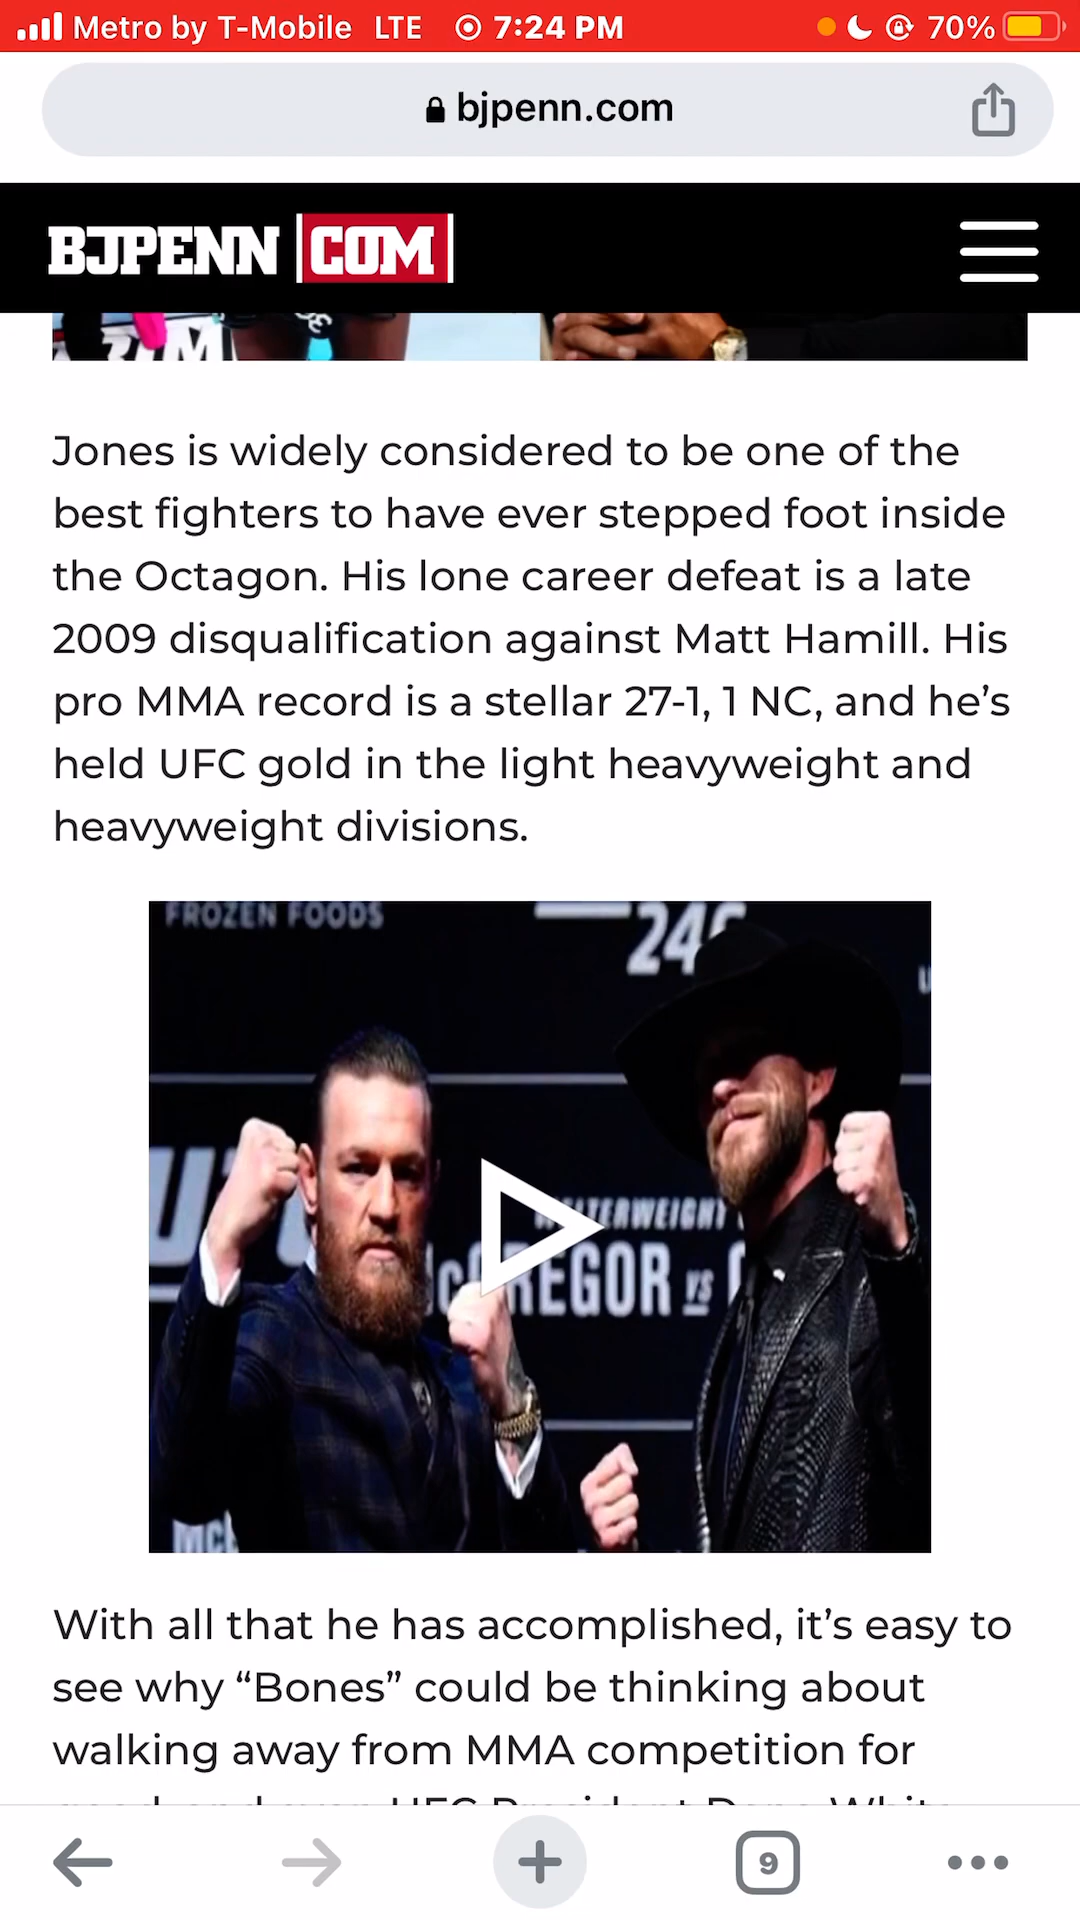 Metro by T-Mobile LTE 7:24 PM 70%
bjpenn.com
BJPENN COM
Jones is widely considered to be one of the
best fighters to have ever stepped foot inside
the Octagon. His lone career defeat is a late
2009 disqualification against Matt Hamill. His
pro MMA record is a stellar 27-1, 1 NC, and he’s
held UFC gold in the light heavyweight and
heavyweight divisions.
FROZEN FOODS
WELTERWEIGHT
McGREGOR VS
With all that he has accomplished, it’s easy to
see why “Bones” could be thinking about
walking away from MMA competition for
9